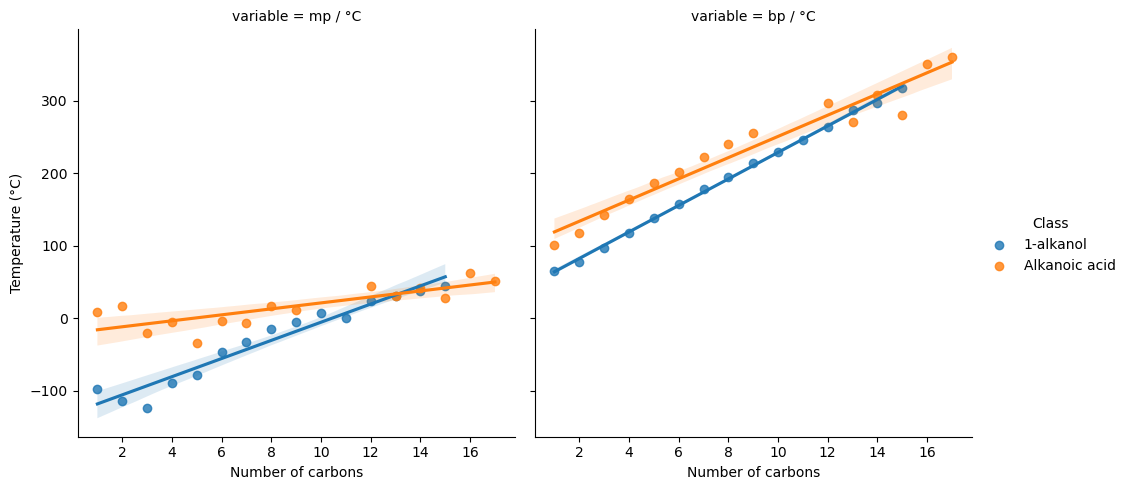 variable = mp / °C
variable = bp / °C
Temperature (°C)
300
200
100
0
−100
2 4 6 8 10 12 14 16
2 4 6 8 10 12 14 16
Number of carbons
Number of carbons
Class
1-alkanol
Alkanoic acid